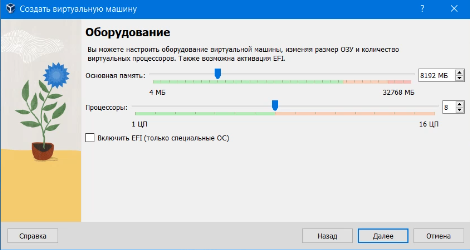 Создать виртуальную машину
Оборудование
Вы можете настроить оборудование виртуальной машины, изменяя размер ОЗУ и количество
виртуальных процессоров. Также возможна активация EFI.
Основная память: 8192 МБ
4 МБ 32768 МБ
Процессоры: 8
1 ЦП 16 ЦП
Включить EFI (только специальные ОС)
Справка Назад Далее Отмена